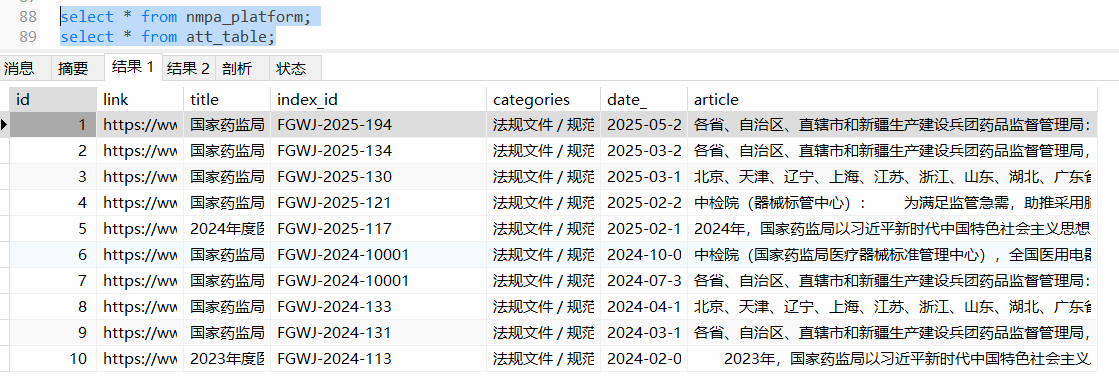 87
88 select * from nmpa_platform;
89 select * from att_table;
消息 摘要 结果 1 结果 2 剖析 状态
id link title index_id categories date_ article
1 https://ww 国家药监局 FGWJ-2025-194 法规文件 / 规范 2025-05-2 各省、自治区、直辖市和新疆生产建设兵团药品监督管理局：
2 https://ww 国家药监局 FGWJ-2025-134 法规文件 / 规范 2025-03-2 各省、自治区、直辖市和新疆生产建设兵团药品监督管理局，
3 https://ww 国家药监局 FGWJ-2025-130 法规文件 / 规范 2025-03-1 北京、天津、辽宁、上海、江苏、浙江、山东、湖北、广东省
4 https://ww 国家药监局 FGWJ-2025-121 法规文件 / 规范 2025-02-2 中检院（器械标管中心）： 为满足监管急需，助推采用
5 https://ww 2024年度医 FGWJ-2025-117 法规文件 / 规范 2025-02-1 2024年，国家药监局以习近平新时代中国特色社会主义思想
6 https://ww 国家药监局 FGWJ-2024-10001 法规文件 / 规范 2024-10-0 中检院（国家药监局医疗器械标准管理中心），全国医用电器
7 https://ww 国家药监局 FGWJ-2024-10001 法规文件 / 规范 2024-07-3 各省、自治区、直辖市和新疆生产建设兵团药品监督管理局：
8 https://ww 国家药监局 FGWJ-2024-133 法规文件 / 规范 2024-04-1 北京、天津、辽宁、上海、江苏、浙江、山东、湖北、广东省
9 https://ww 国家药监局 FGWJ-2024-131 法规文件 / 规范 2024-03-1 各省、自治区、直辖市和新疆生产建设兵团药品监督管理局，
10 https://ww 2023年度医 FGWJ-2024-113 法规文件 / 规范 2024-02-0 2023年，国家药监局以习近平新时代中国特色社会主义